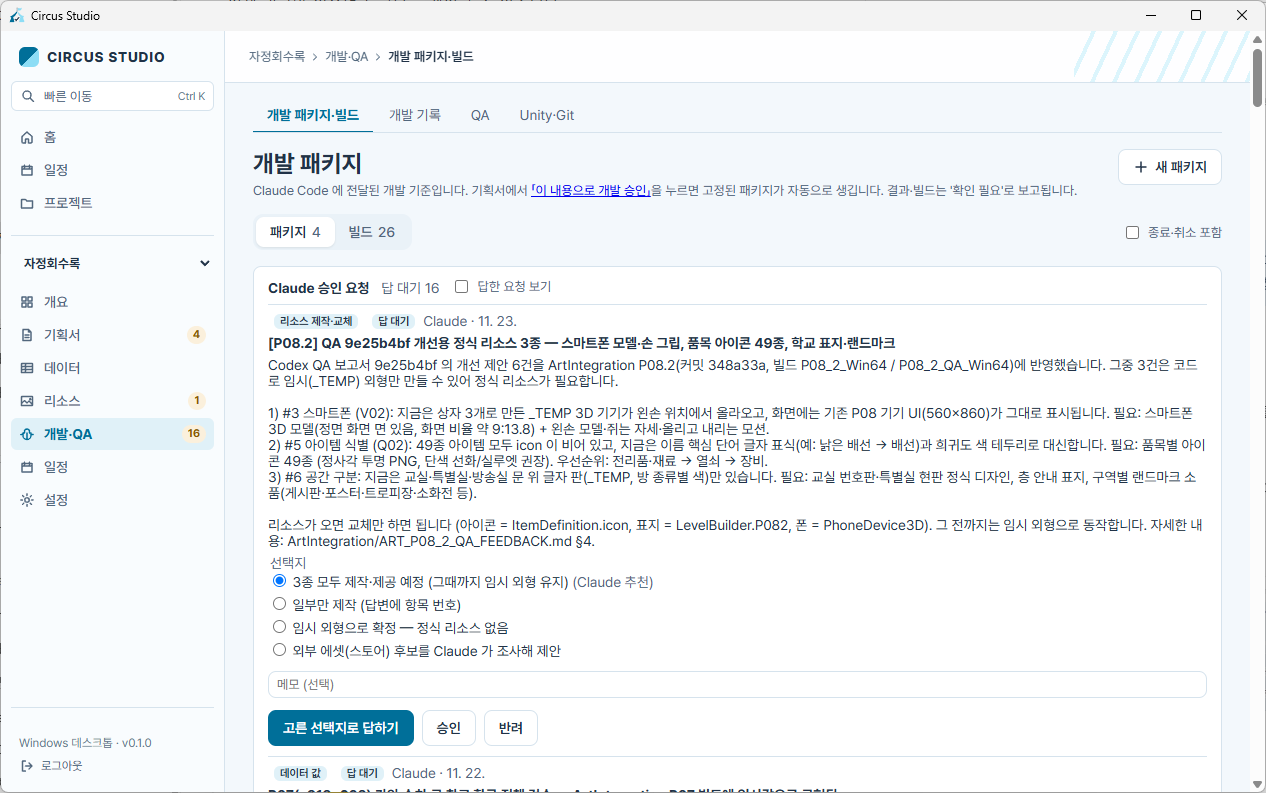 Circus Studio
CIRCUS STUDIO
빠른 이동 Ctrl K
홈
일정
프로젝트
자정회수록
개요
기획서 4
데이터
리소스 1
개발·QA 16
일정
설정
Windows 데스크톱 · v0.1.0
로그아웃
자정회수록 › 개발·QA › 개발 패키지·빌드
개발 패키지·빌드 개발 기록 QA Unity·Git
개발 패키지
+ 새 패키지
Claude Code 에 전달된 개발 기준입니다. 기획서에서 「이 내용으로 개발 승인」을 누르면 고정된 패키지가 자동으로 생깁니다. 결과·빌드는 '확인 필요'로 보고됩니다.
패키지 4 빌드 26
종료·취소 포함
Claude 승인 요청 답 대기 16 답한 요청 보기
리소스 제작·교체 답 대기 Claude · 11. 23.
[P08.2] QA 9e25b4bf 개선용 정식 리소스 3종 — 스마트폰 모델·손 그립, 품목 아이콘 49종, 학교 표지·랜드마크
Codex QA 보고서 9e25b4bf 의 개선 제안 6건을 ArtIntegration P08.2(커밋 348a33a, 빌드 P08_2_Win64 / P08_2_QA_Win64)에 반영했습니다. 그중 3건은 코드
로 임시(_TEMP) 외형만 만들 수 있어 정식 리소스가 필요합니다.
1) #3 스마트폰 (V02): 지금은 상자 3개로 만든 _TEMP 3D 기기가 왼손 위치에서 올라오고, 화면에는 기존 P08 기기 UI(560×860)가 그대로 표시됩니다. 필요: 스마트폰
3D 모델(정면 화면 면 있음, 화면 비율 약 9:13.8) + 왼손 모델·쥐는 자세·올리고 내리는 모션.
2) #5 아이템 식별 (Q02): 49종 아이템 모두 icon 이 비어 있고, 지금은 이름 핵심 단어 글자 표식(예: 낡은 배선 → 배선)과 희귀도 색 테두리로 대신합니다. 필요: 품목별 아이
콘 49종 (정사각 투명 PNG, 단색 선화/실루엣 권장). 우선순위: 전리품·재료 → 열쇠 → 장비.
3) #6 공간 구분: 지금은 교실·특별실·방송실 문 위 글자 판(_TEMP, 방 종류별 색)만 있습니다. 필요: 교실 번호판·특별실 현판 정식 디자인, 층 안내 표지, 구역별 랜드마크 소
품(게시판·포스터·트로피장·소화전 등).
리소스가 오면 교체만 하면 됩니다 (아이콘 = ItemDefinition.icon, 표지 = LevelBuilder.P082, 폰 = PhoneDevice3D). 그 전까지는 임시 외형으로 동작합니다. 자세한 내
용: ArtIntegration/ART_P08_2_QA_FEEDBACK.md §4.
선택지
3종 모두 제작·제공 예정 (그때까지 임시 외형 유지) (Claude 추천)
일부만 제작 (답변에 항목 번호)
임시 외형으로 확정 — 정식 리소스 없음
외부 에셋(스토어) 후보를 Claude 가 조사해 제안
메모 (선택)
고른 선택지로 답하기 승인 반려
데이터 값 답 대기 Claude · 11. 22.